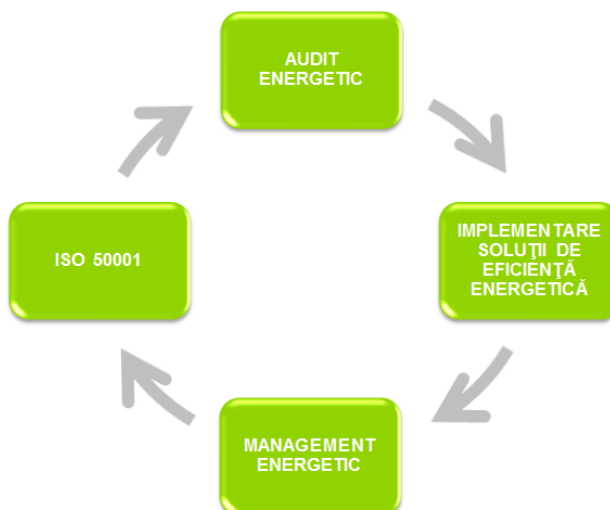 AUDIT
ENERGETIC
IMPLEMENTARE
SOLUŢII DE
EFICIENŢĂ
ENERGETICĂ
MANAGEMENT
ENERGETIC
ISO 50001